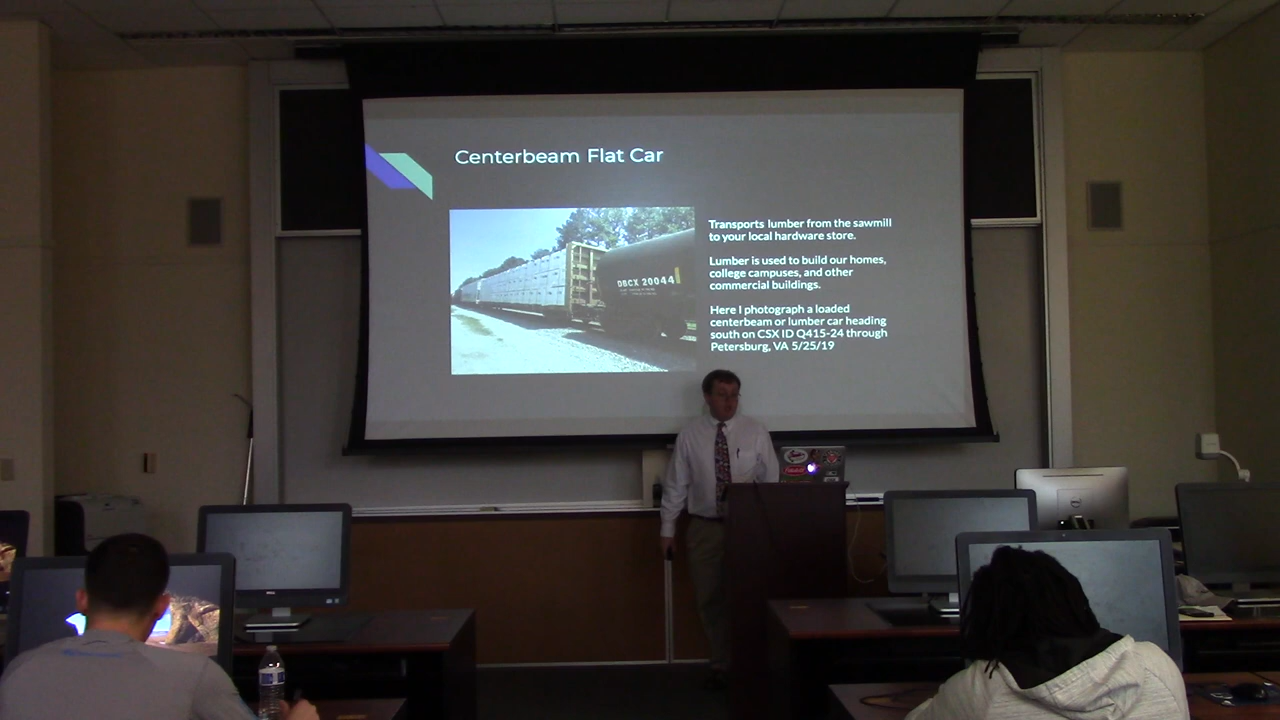 Centerbeam Flat Car
Transports lumber from the sawmill
to your local hardware store.
Lumber is used to build our homes,
college campuses, and other
commercial buildings.
Here I photograph a loaded
centerbeam or lumber car heading
south on CSX ID Q415-24 through
Petersburg, VA 5/25/19
DBCX 20044
DELL